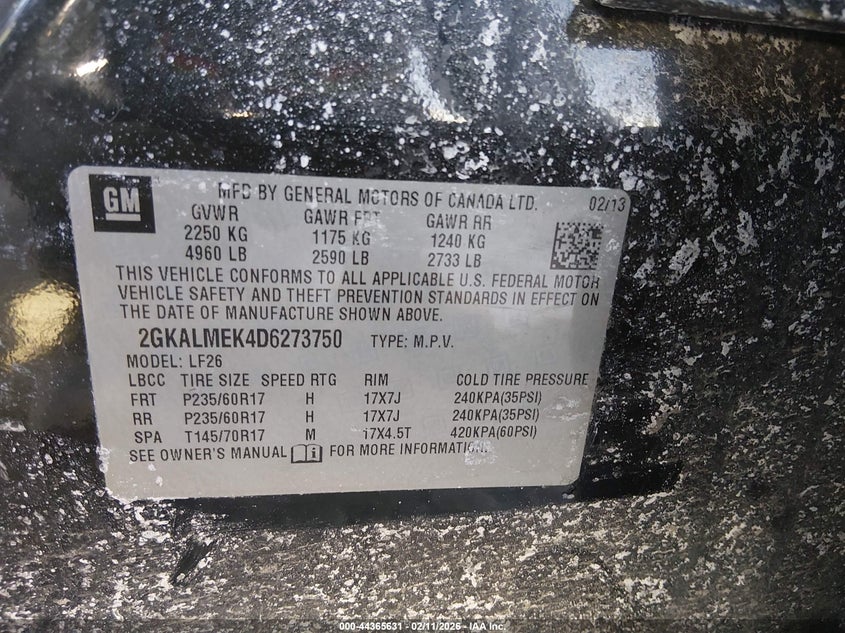 GM
MFD BY GENERAL MOTORS OF CANADA LTD. 02/13
GVWR GAWR FRT GAWR RR
2250 KG 1175 KG 1240 KG
4960 LB 2590 LB 2733 LB
THIS VEHICLE CONFORMS TO ALL APPLICABLE U.S. FEDERAL MOTOR
VEHICLE SAFETY AND THEFT PREVENTION STANDARDS IN EFFECT ON
THE DATE OF MANUFACTURE SHOWN ABOVE.
2GKALMEK4D6273750 TYPE: M.P.V.
MODEL: LF26
LBCC TIRE SIZE SPEED RTG RIM COLD TIRE PRESSURE
FRT P235/60R17 H 17X7J 240KPA(35PSI)
RR P235/60R17 H 17X7J 240KPA(35PSI)
SPA T145/70R17 M 17X4.5T 420KPA(60PSI)
SEE OWNER'S MANUAL i FOR MORE INFORMATION.
000-44365631 - 02/11/2026 - IAA Inc.